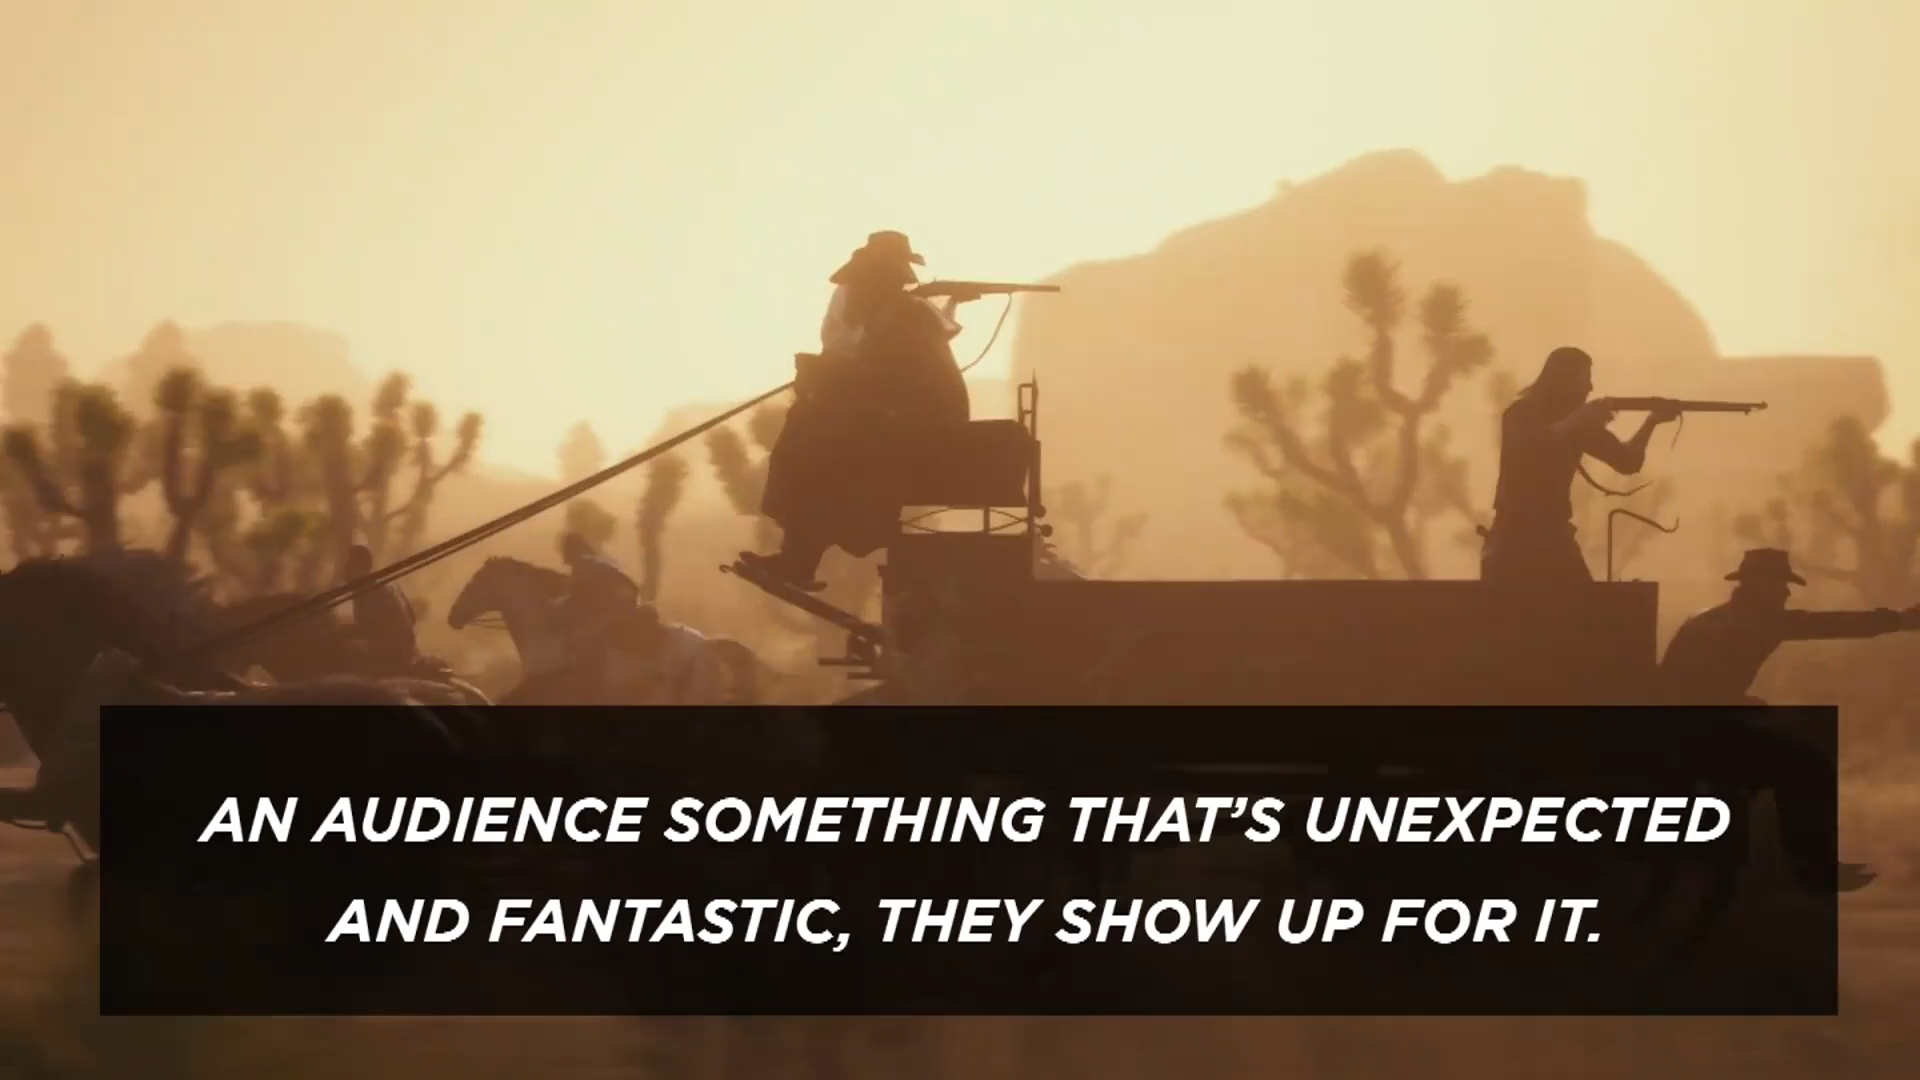 AN AUDIENCE SOMETHING THAT’S UNEXPECTED
AND FANTASTIC, THEY SHOW UP FOR IT.